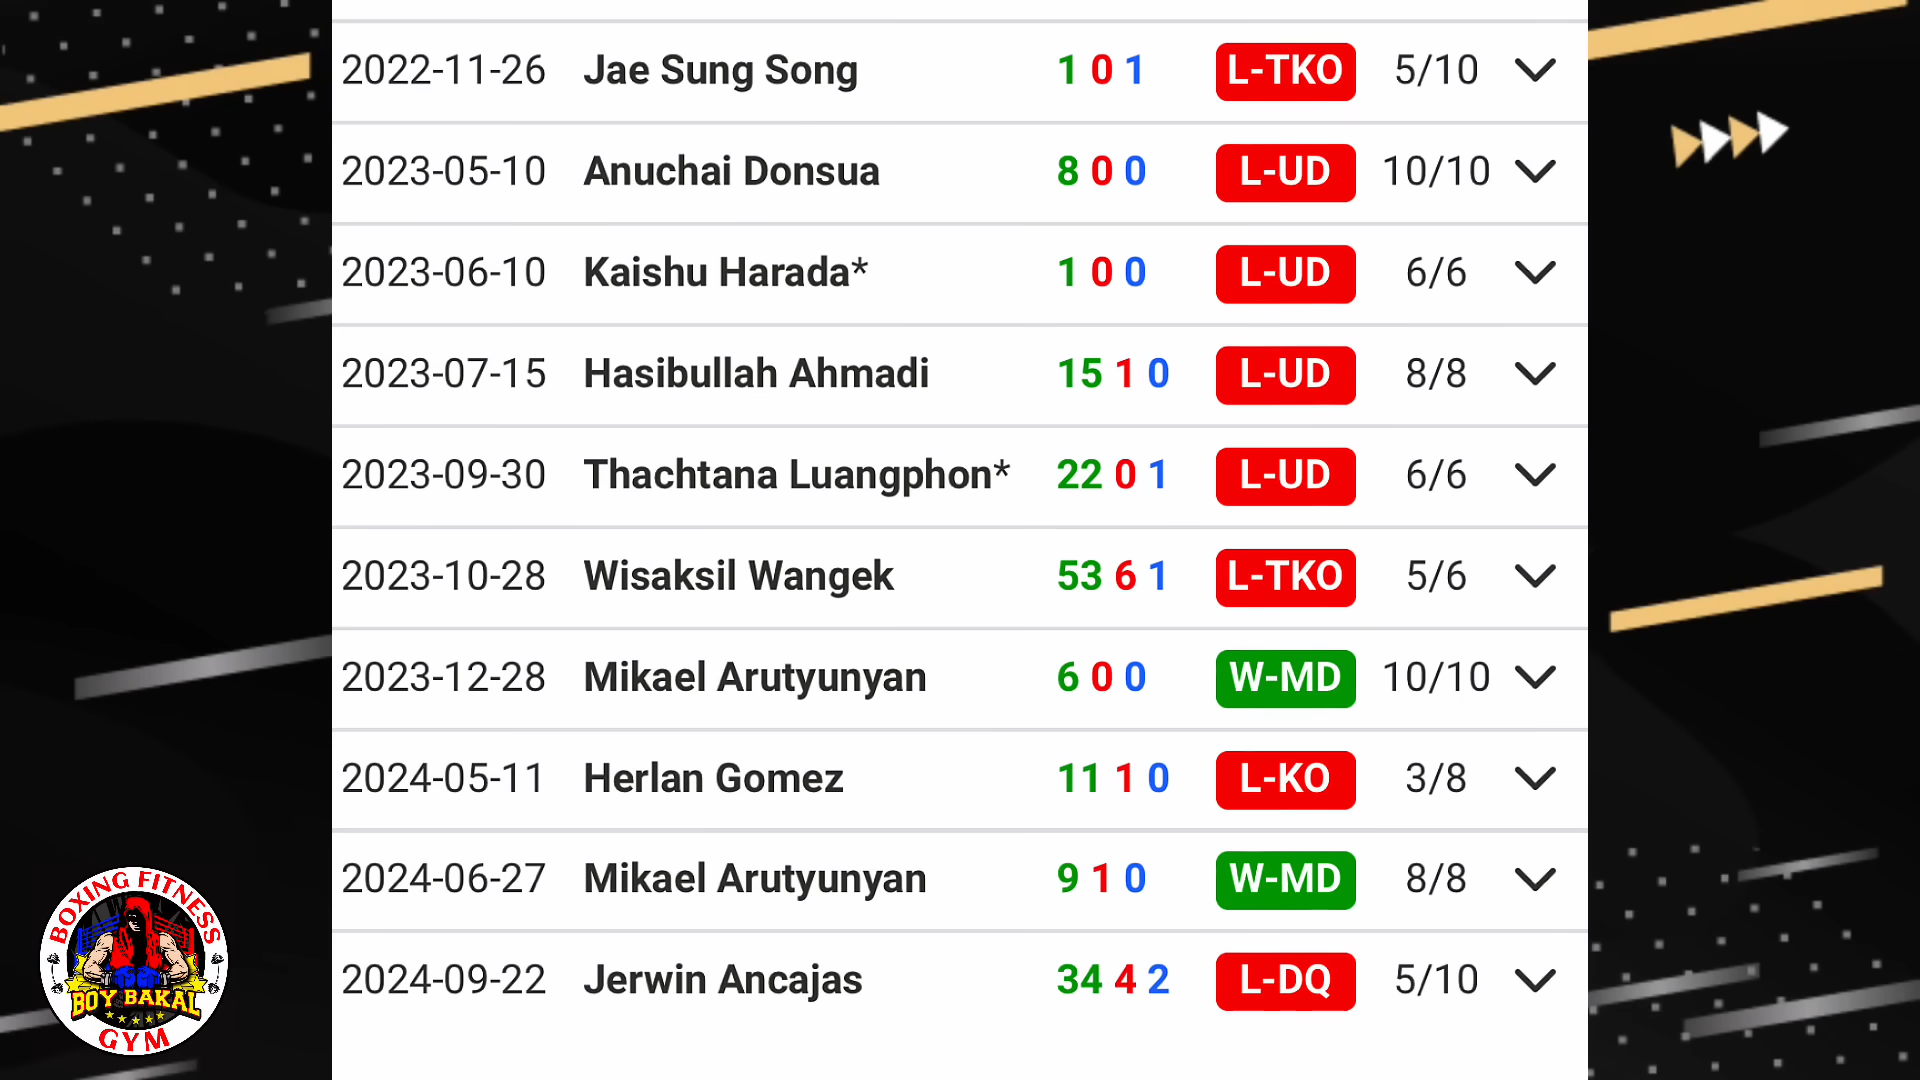 2022-11-26 Jae Sung Song 1 0 1 L-TKO 5/10
2023-05-10 Anuchai Donsua 8 0 0 L-UD 10/10
2023-06-10 Kaishu Harada* 1 0 0 L-UD 6/6
2023-07-15 Hasibullah Ahmadi 15 1 0 L-UD 8/8
2023-09-30 Thachtana Luangphon* 22 0 1 L-UD 6/6
2023-10-28 Wisaksil Wangek 53 6 1 L-TKO 5/6
2023-12-28 Mikael Arutyunyan 6 0 0 W-MD 10/10
2024-05-11 Herlan Gomez 11 1 0 L-KO 3/8
2024-06-27 Mikael Arutyunyan 9 1 0 W-MD 8/8
2024-09-22 Jerwin Ancajas 34 4 2 L-DQ 5/10
BOXING FITNESS
BOY BAKAL
GYM